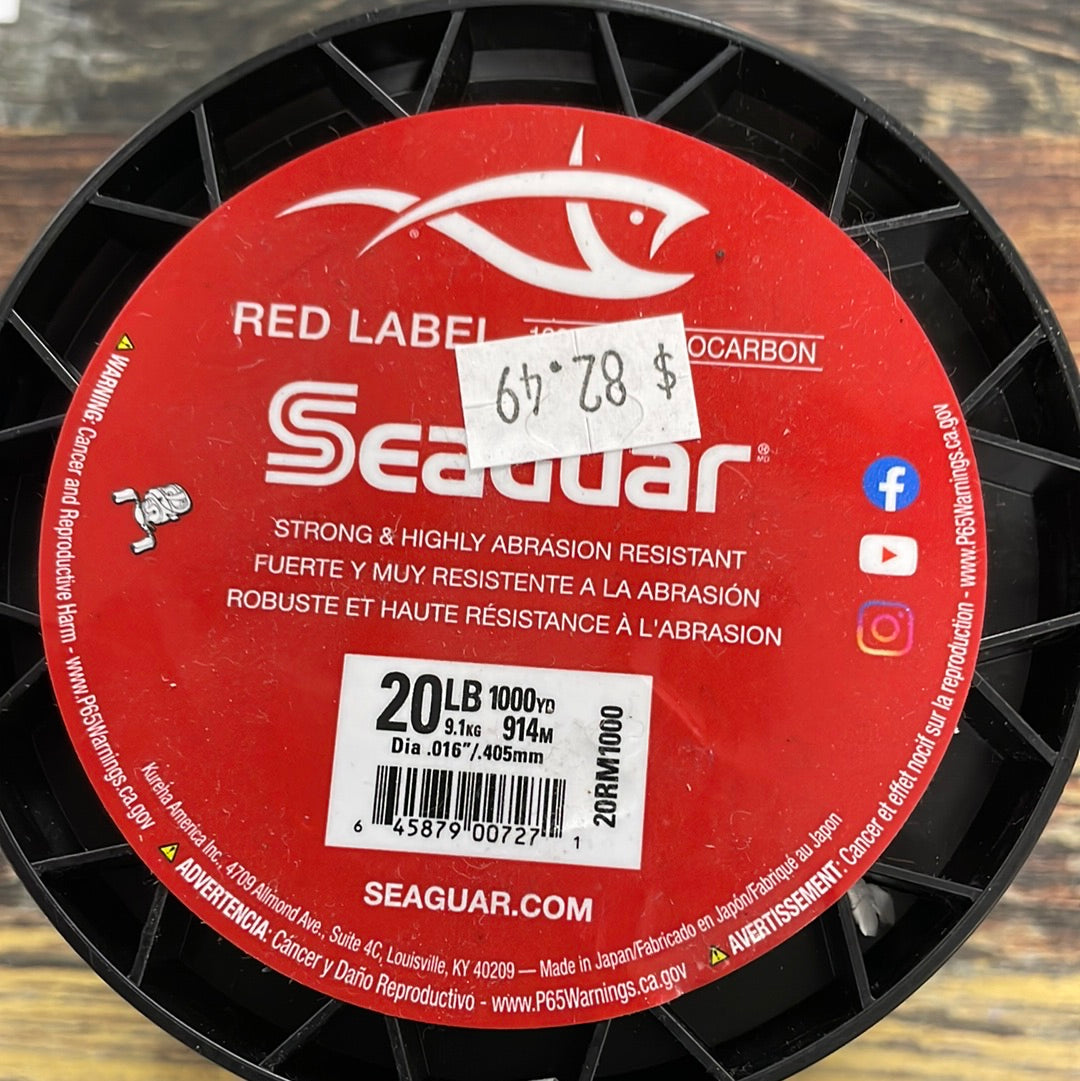 RED LABEL
OCARBON
$ 82.49
Seaguar
STRONG & HIGHLY ABRASION RESISTANT
FUERTE Y MUY RESISTENTE A LA ABRASIÓN
ROBUSTE ET HAUTE RÉSISTANCE À L'ABRASION
20LB 1000YD
9.1KG 914M
Dia .016"/.405mm
20RM1000
6 45879 00727 1
SEAGUAR.COM
Kureha America Inc., 4709 Allmond Ave., Suite 4C, Louisville, KY 40209 — Made in Japan/Fabricado en Japón/Fabriqué au Japon
WARNING: Cancer and Reproductive Harm - www.P65Warnings.ca.gov
ADVERTENCIA: Cáncer y Daño Reproductivo - www.P65Warnings.ca.gov
AVERTISSEMENT: Cancer et effet nocif sur la reproduction - www.P65Warnings.ca.gov